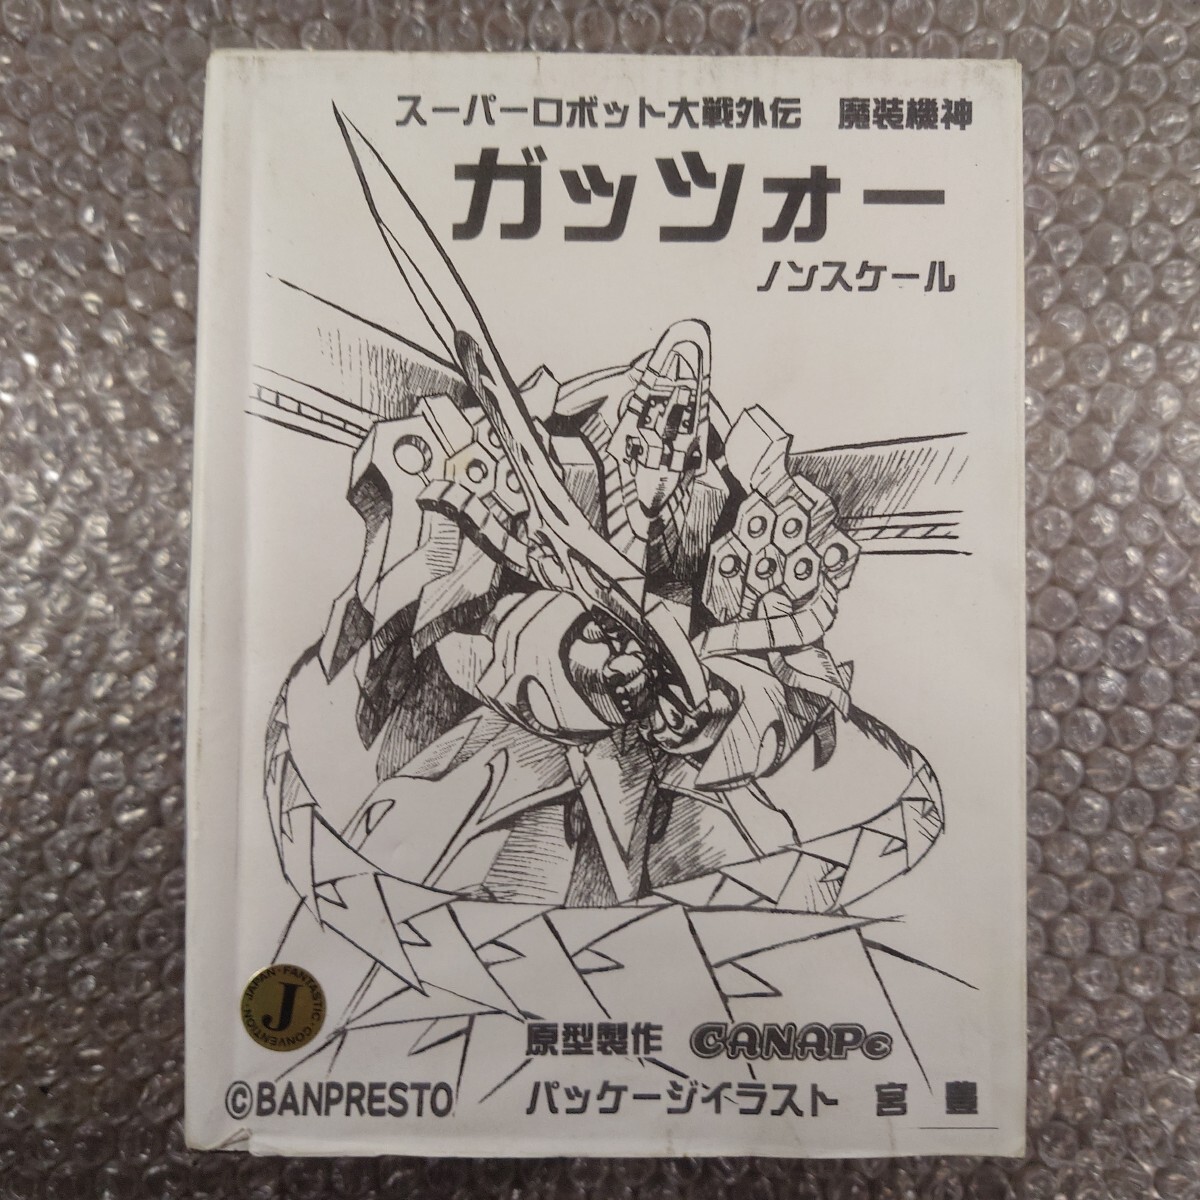 スーパーロボット大戦外伝　魔装機神
ガッツォー
ノンスケール
JAPAN・FANTASTIC・CONVENTION・
J
原型製作 CANAPe
©BANPRESTO
パッケージイラスト 宮 豊